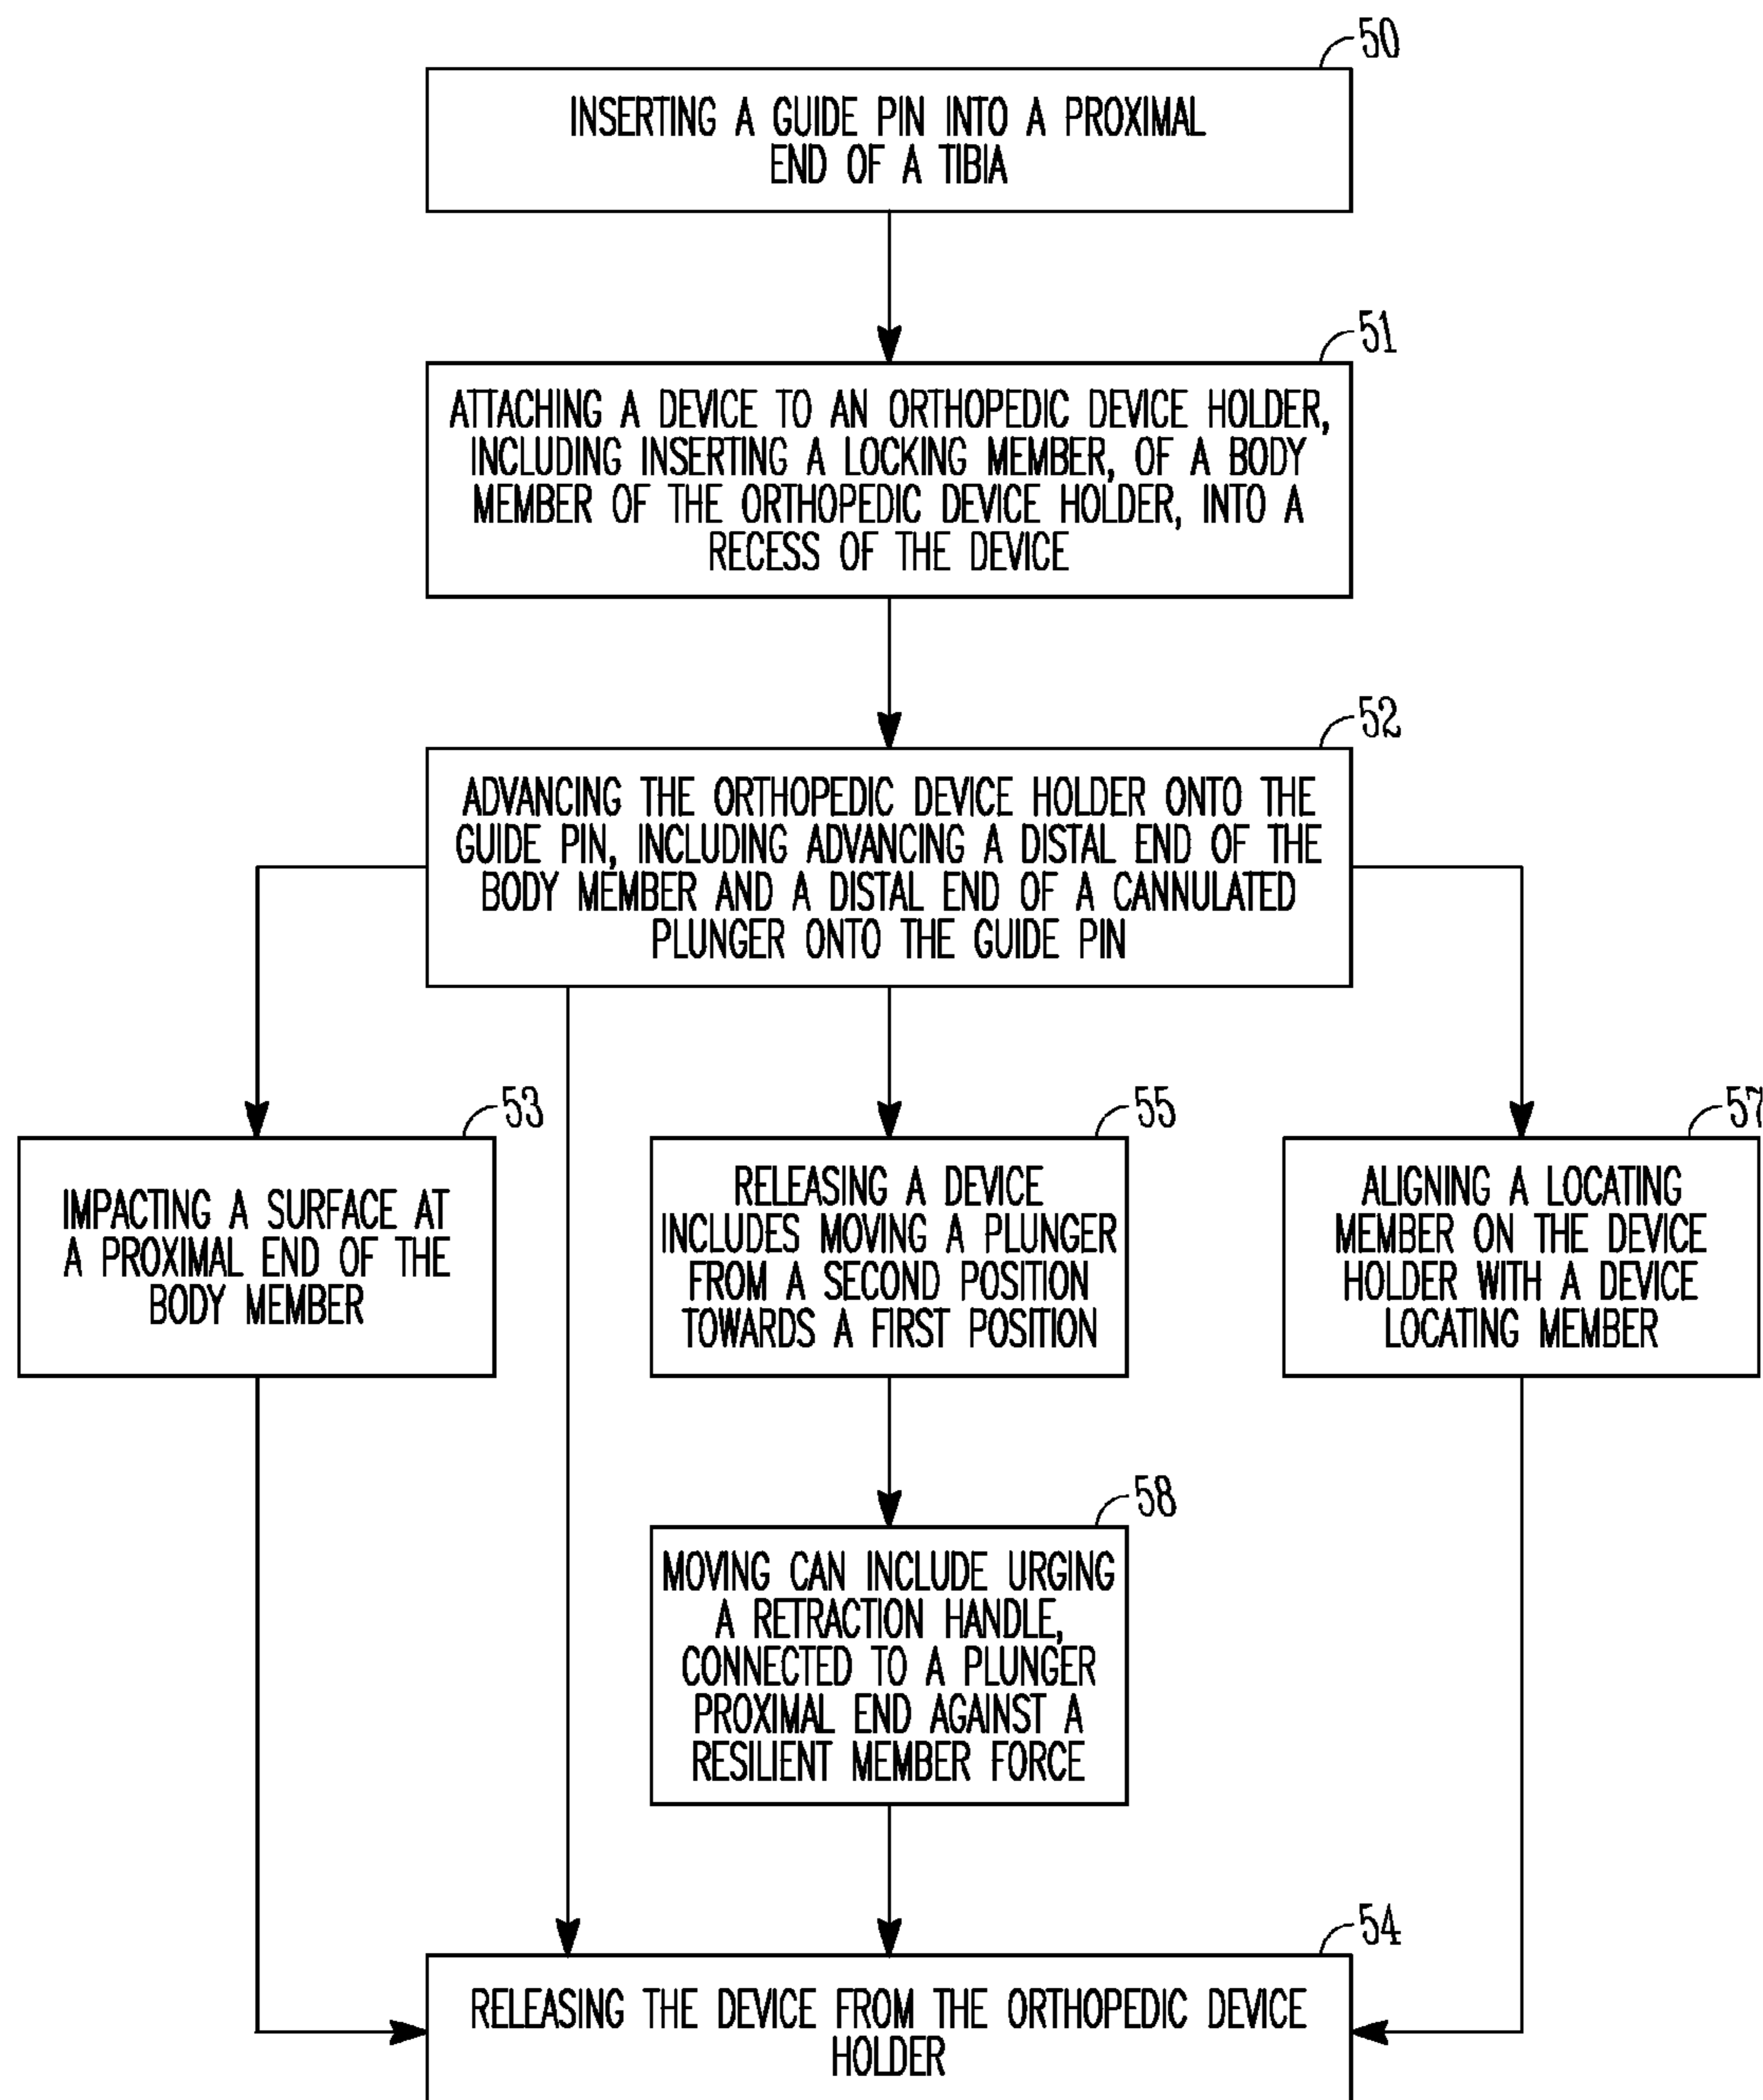 50
INSERTING A GUIDE PIN INTO A PROXIMAL
END OF A TIBIA
51
ATTACHING A DEVICE TO AN ORTHOPEDIC DEVICE HOLDER,
INCLUDING INSERTING A LOCKING MEMBER, OF A BODY
MEMBER OF THE ORTHOPEDIC DEVICE HOLDER, INTO A
RECESS OF THE DEVICE
52
ADVANCING THE ORTHOPEDIC DEVICE HOLDER ONTO THE
GUIDE PIN, INCLUDING ADVANCING A DISTAL END OF THE
BODY MEMBER AND A DISTAL END OF A CANNULATED
PLUNGER ONTO THE GUIDE PIN
53
IMPACTING A SURFACE AT
A PROXIMAL END OF THE
BODY MEMBER
55
RELEASING A DEVICE
INCLUDES MOVING A PLUNGER
FROM A SECOND POSITION
TOWARDS A FIRST POSITION
57
ALIGNING A LOCATING
MEMBER ON THE DEVICE
HOLDER WITH A DEVICE
LOCATING MEMBER
58
MOVING CAN INCLUDE URGING
A RETRACTION HANDLE,
CONNECTED TO A PLUNGER
PROXIMAL END AGAINST A
RESILIENT MEMBER FORCE
54
RELEASING THE DEVICE FROM THE ORTHOPEDIC DEVICE
HOLDER